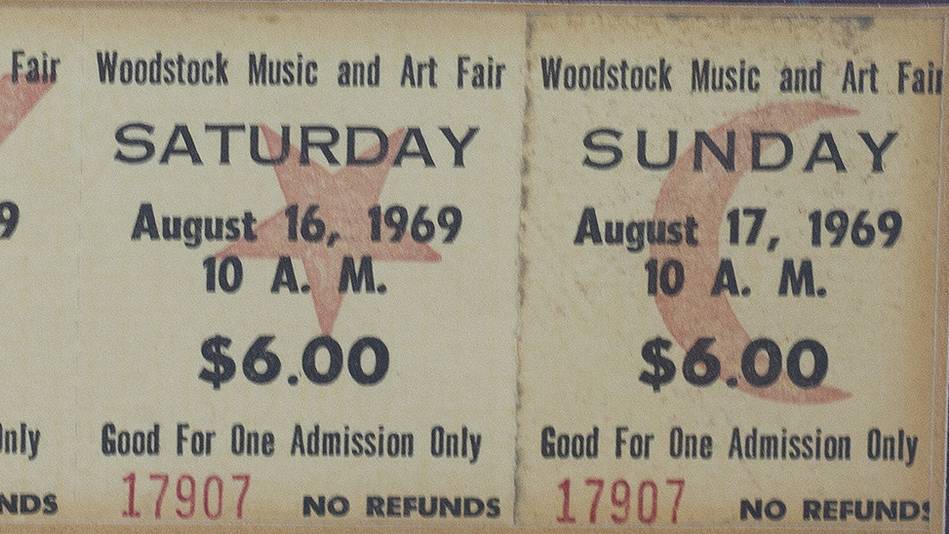 Fair
9
Only
NDS
Woodstock Music and Art Fair
SATURDAY
August 16, 1969
10 A. M.
$6.00
Good For One Admission Only
17907 NO REFUNDS
Woodstock Music and Art Fair
SUNDAY
August 17, 1969
10 A. M.
$6.00
Good For One Admission Only
17907 NO REFUNDS